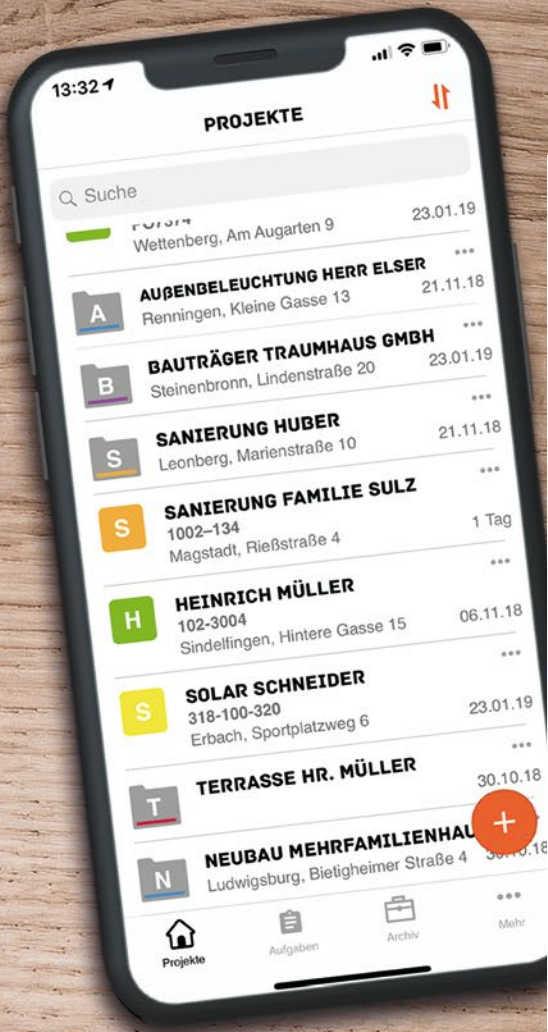 13:32
PROJEKTE
Suche
Wettenberg, Am Augarten 9
23.01.19
A
AUßENBELEUCHTUNG HERR ELSER
Renningen, Kleine Gasse 13
21.11.18
B
BAUTRÄGER TRAUMHAUS GMBH
Steinenbronn, Lindenstraße 20
23.01.19
S
SANIERUNG HUBER
Leonberg, Marienstraße 10
21.11.18
S
SANIERUNG FAMILIE SULZ
1002–134
Magstadt, Rießstraße 4
1 Tag
H
HEINRICH MÜLLER
102-3004
Sindelfingen, Hintere Gasse 15
06.11.18
S
SOLAR SCHNEIDER
318-100-320
Erbach, Sportplatzweg 6
23.01.19
T
TERRASSE HR. MÜLLER
30.10.18
N
NEUBAU MEHRFAMILIENHAU
Ludwigsburg, Bietigheimer Straße 4
30.10.18
Projekte
Aufgaben
Archiv
Mehr